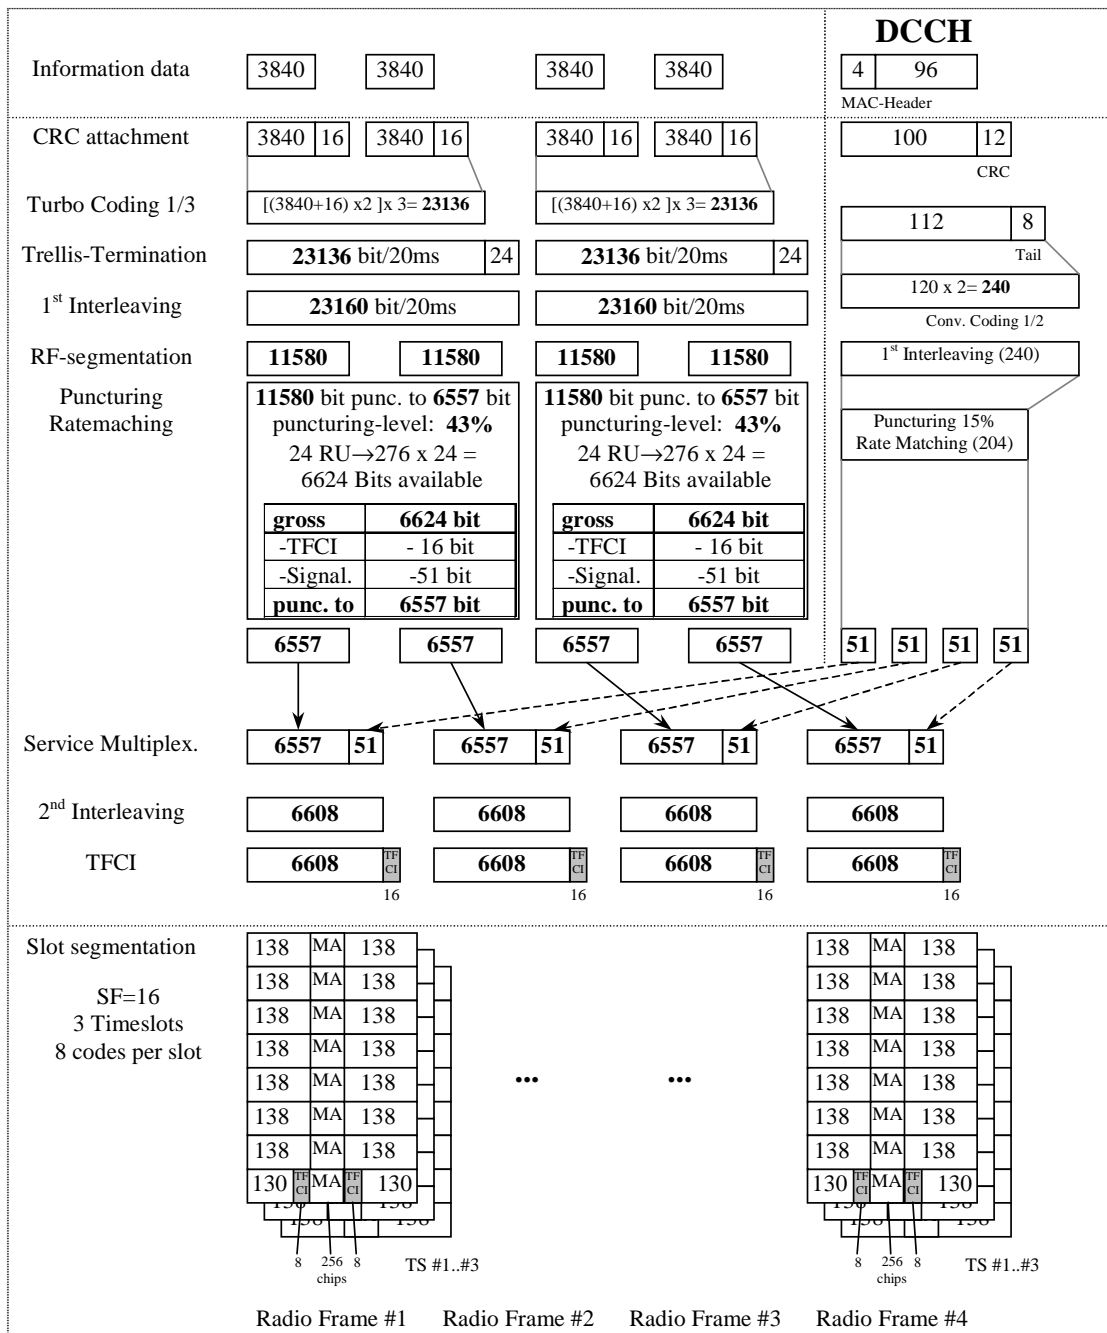 DCCH
Information data 3840 3840 3840 3840 4 96
MAC-Header
CRC attachment 3840 16 3840 16 3840 16 3840 16 100 12
CRC
Turbo Coding 1/3 [(3840+16) x2 ]x 3= 23136 [(3840+16) x2 ]x 3= 23136
112 8
Tail
Trellis-Termination 23136 bit/20ms 24 23136 bit/20ms 24
120 x 2= 240
Conv. Coding 1/2
1st Interleaving 23160 bit/20ms 23160 bit/20ms
RF-segmentation 11580 11580 11580 11580 1st Interleaving (240)
Puncturing 11580 bit punc. to 6557 bit 11580 bit punc. to 6557 bit
Ratemaching puncturing-level: 43% puncturing-level: 43% Puncturing 15%
Rate Matching (204)
24 RU→276 x 24 = 24 RU→276 x 24 =
6624 Bits available 6624 Bits available
gross 6624 bit gross 6624 bit
-TFCI - 16 bit -TFCI - 16 bit
-Signal. -51 bit -Signal. -51 bit
punc. to 6557 bit punc. to 6557 bit
6557 6557 6557 6557 51 51 51 51
Service Multiplex. 6557 51 6557 51 6557 51 6557 51
2nd Interleaving 6608 6608 6608 6608
TFCI 6608 TF CI 6608 TF CI 6608 TF CI 6608 TF CI
16 16 16 16
Slot segmentation 138 MA 138 138 MA 138
SF=16 138 MA 138 138 MA 138
3 Timeslots 138 MA 138 138 MA 138
8 codes per slot 138 MA 138 138 MA 138
138 MA 138 ... ... 138 MA 138
138 MA 138 138 MA 138
138 MA 138 138 MA 138
130 TF CI MA TF CI 130 130 TF CI MA TF CI 130
8 256 8 TS #1..#3 8 256 8 TS #1..#3
chips chips
Radio Frame #1 Radio Frame #2 Radio Frame #3 Radio Frame #4